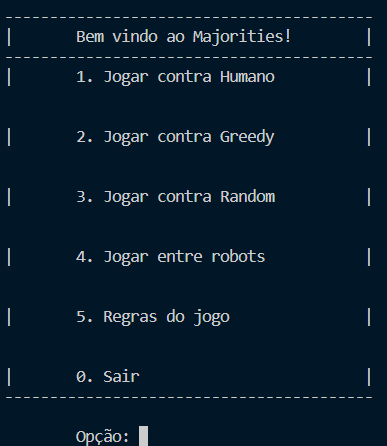 -----------------------------------------
|       Bem vindo ao Majorities!        |
-----------------------------------------
|       1. Jogar contra Humano          |
|       2. Jogar contra Greedy          |
|       3. Jogar contra Random          |
|       4. Jogar entre robots           |
|       5. Regras do jogo               |
|       0. Sair                         |
-----------------------------------------
        Opção: